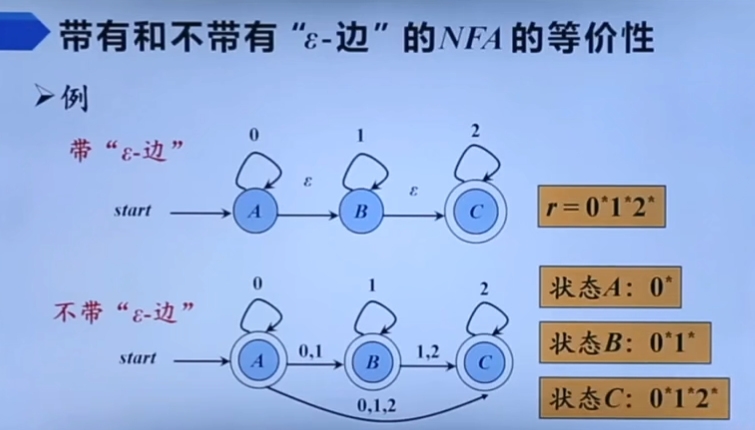 带有和不带有“ε-边”的NFA的等价性
➢例
带“ε-边”
0
1
2
start
A
ε
B
ε
C
r = 0*1*2*
不带“ε-边”
0
1
2
start
A
0,1
B
1,2
C
0,1,2
状态A：0*
状态B：0*1*
状态C：0*1*2*